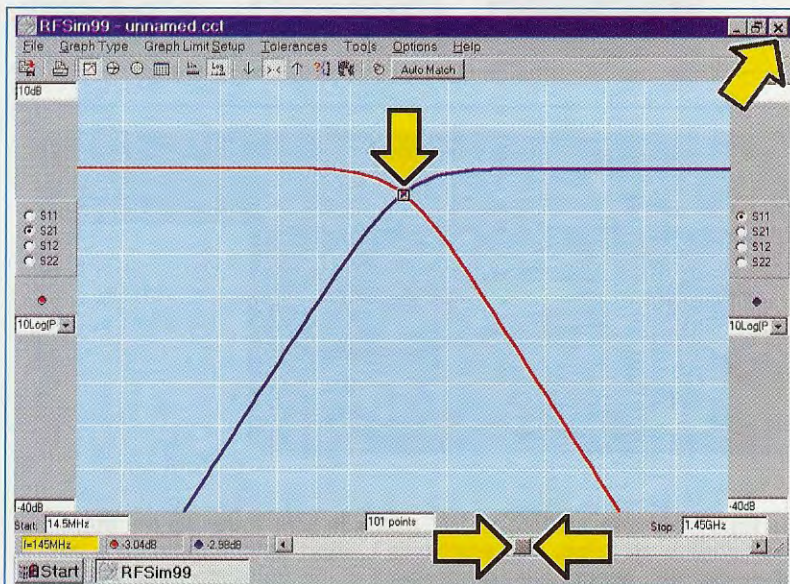 RFSim99 - unnamed.cct
File Graph Type Graph Limit Setup Tolerances Tools Options Help
Lin Log Auto Match
10dB
S11
S21
S12
S22
S11
S21
S12
S22
10Log|P
10Log|P
-40dB
-40dB
Start: 14.5MHz
101 points
Stop: 1.45GHz
f=145MHz
-3.04dB
-2.98dB
Start
RFSim99